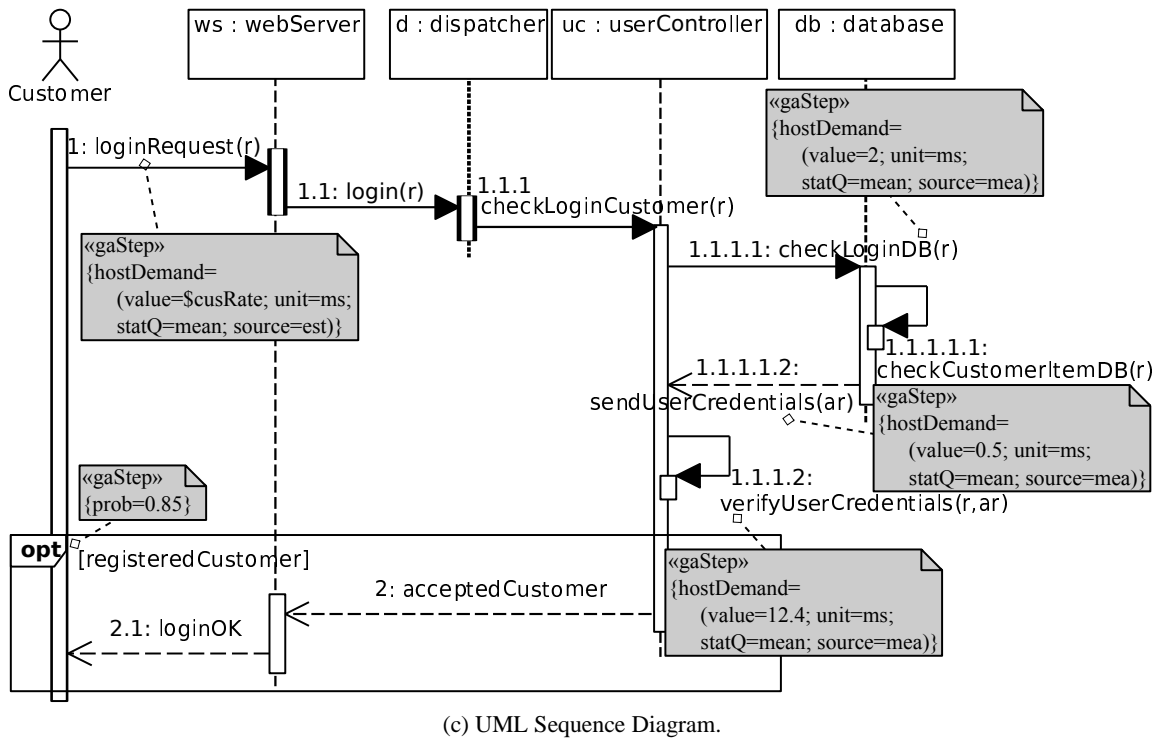 ws : webServer
d : dispatcher
uc : userController
db : database
Customer
«gaStep»
{hostDemand=
(value=2; unit=ms;
statQ=mean; source=mea)}
1: loginRequest(r)
1.1: login(r)
1.1.1
checkLoginCustomer(r)
«gaStep»
{hostDemand=
(value=$cusRate; unit=ms;
statQ=mean; source=est)}
1.1.1.1: checkLoginDB(r)
1.1.1.1.1:
checkCustomerItemDB(r)
1.1.1.1.2:
sendUserCredentials(ar)
«gaStep»
{hostDemand=
(value=0.5; unit=ms;
statQ=mean; source=mea)}
«gaStep»
{prob=0.85}
1.1.1.2:
verifyUserCredentials(r,ar)
opt
[registeredCustomer]
«gaStep»
{hostDemand=
(value=12.4; unit=ms;
statQ=mean; source=mea)}
2: acceptedCustomer
2.1: loginOK
(c) UML Sequence Diagram.